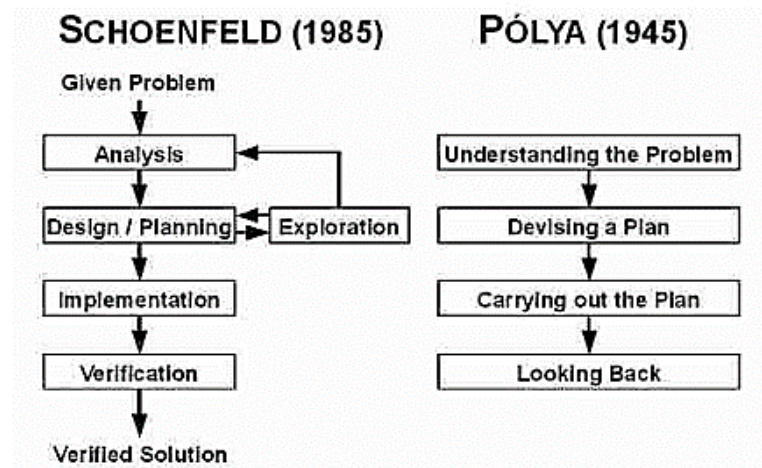 SCHOENFELD (1985)
Given Problem
Analysis
Design / Planning
Exploration
Implementation
Verification
Verified Solution
PÓLYA (1945)
Understanding the Problem
Devising a Plan
Carrying out the Plan
Looking Back